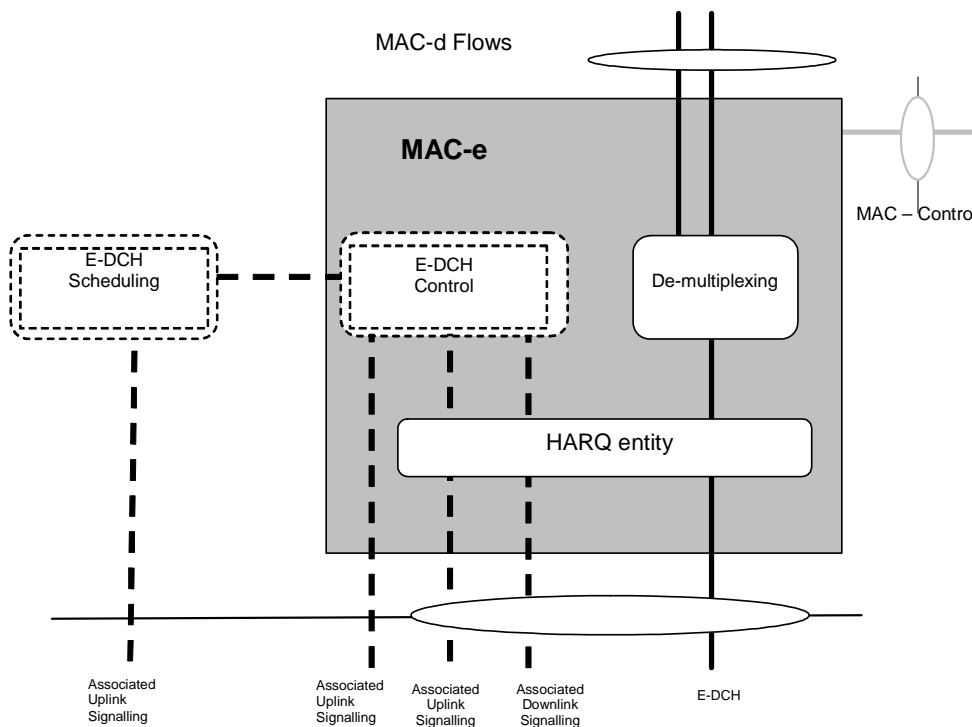 MAC-d Flows
MAC-e
MAC – Control
E-DCH
Scheduling
E-DCH
Control
De-multiplexing
HARQ entity
Associated
Uplink
Signalling
Associated
Uplink
Signalling
Associated
Uplink
Signalling
Associated
Downlink
Signalling
E-DCH